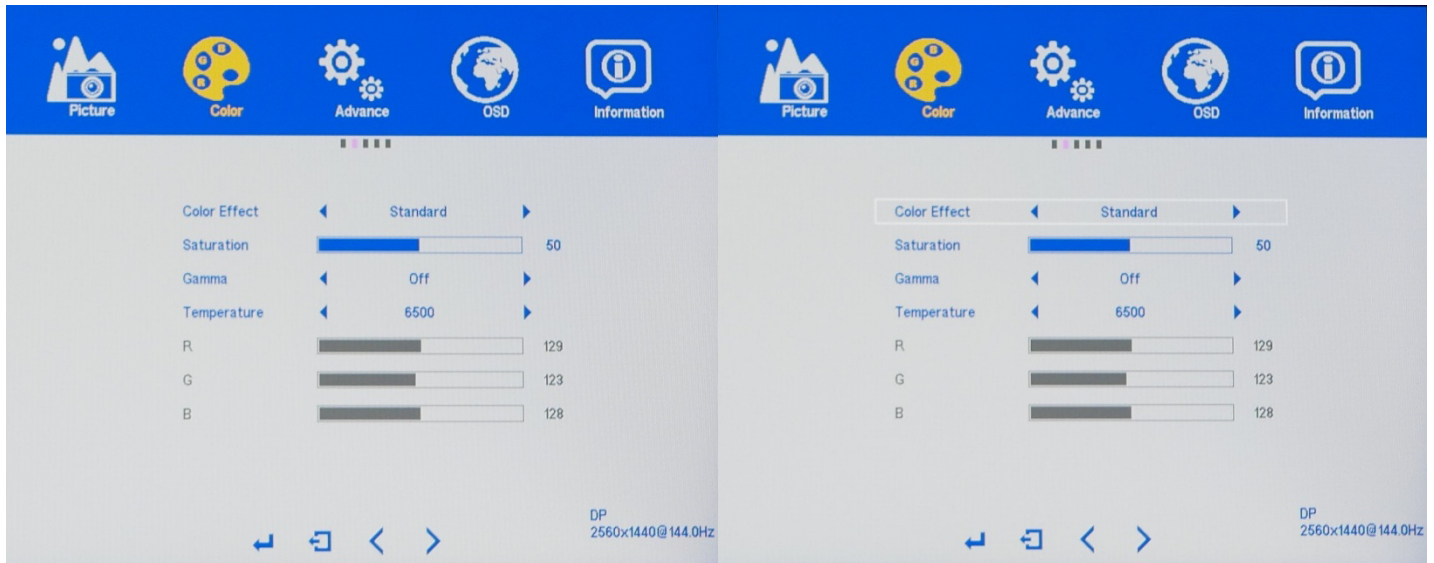 Picture Color Advance OSD Information
Color Effect Standard
Saturation 50
Gamma Off
Temperature 6500
R 129
G 123
B 128
DP
2560x1440@144.0Hz
Picture Color Advance OSD Information
Color Effect Standard
Saturation 50
Gamma Off
Temperature 6500
R 129
G 123
B 128
DP
2560x1440@144.0Hz